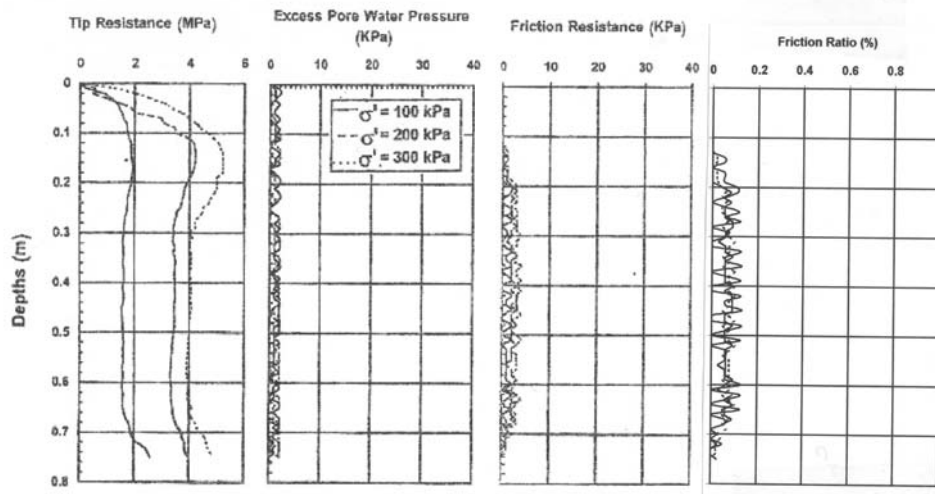 Tip Resistance (MPa)
0 2 4 6
Excess Pore Water Pressure
(KPa)
0 10 20 30 40
Friction Resistance (KPa)
0 10 20 30 40
Friction Ratio (%)
0 0.2 0.4 0.6 0.8
Depths (m)
0
0.1
0.2
0.3
0.4
0.5
0.6
0.7
0.8
σ' = 100 kPa
σ' = 200 kPa
σ' = 300 kPa